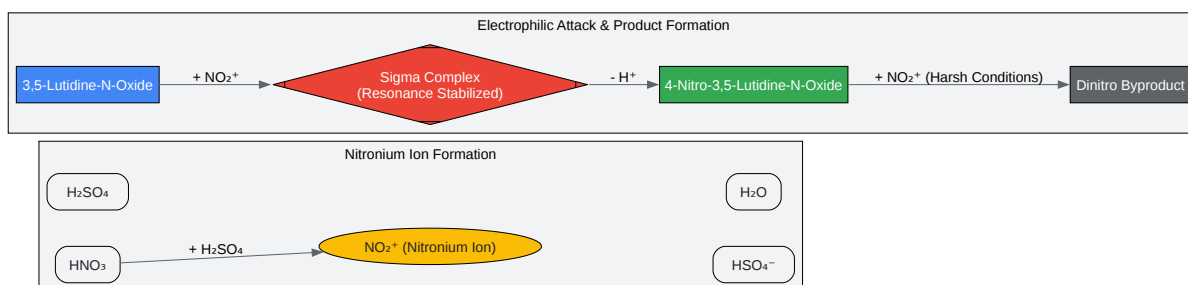 Electrophilic Attack & Product Formation
3,5-Lutidine-N-Oxide
+ NO₂⁺
Sigma Complex
(Resonance Stabilized)
- H⁺
4-Nitro-3,5-Lutidine-N-Oxide
+ NO₂⁺ (Harsh Conditions)
Dinitro Byproduct
Nitronium Ion Formation
H₂SO₄
H₂O
HNO₃
+ H₂SO₄
NO₂⁺ (Nitronium Ion)
HSO₄⁻